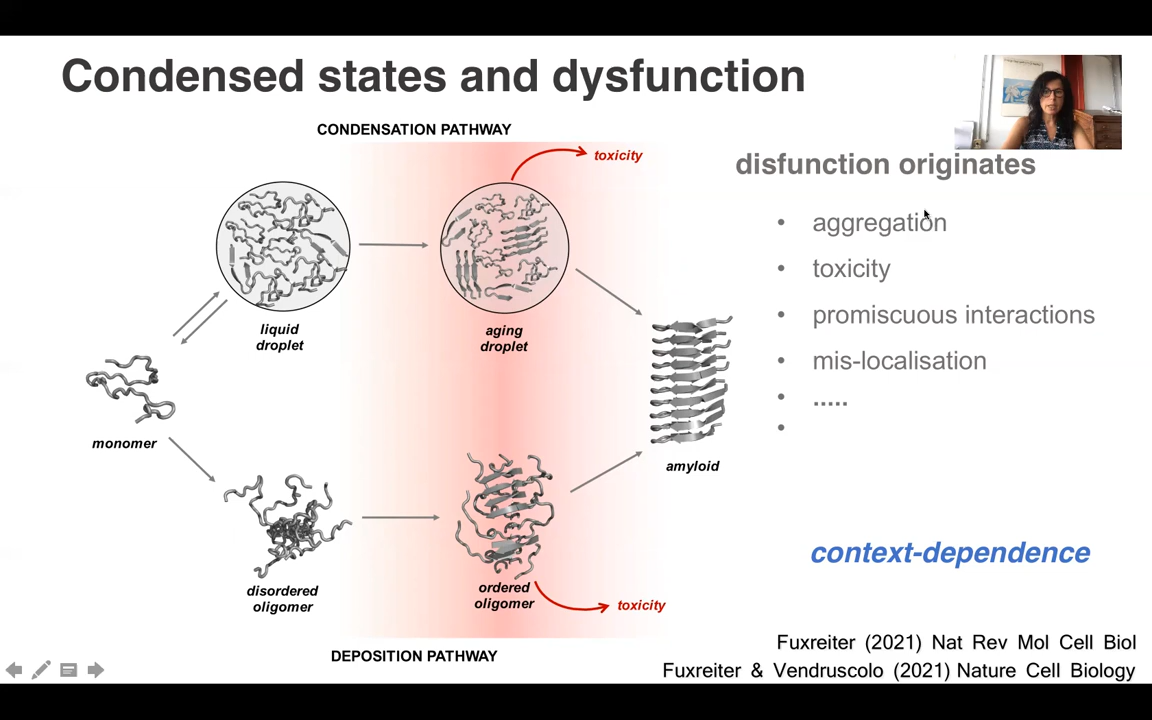 Condensed states and dysfunction
CONDENSATION PATHWAY
toxicity
disfunction originates
• aggregation
• toxicity
• promiscuous interactions
• mis-localisation
• .....
•
liquid
droplet
aging
droplet
monomer
amyloid
disordered
oligomer
ordered
oligomer
toxicity
context-dependence
DEPOSITION PATHWAY
Fuxreiter (2021) Nat Rev Mol Cell Biol
Fuxreiter & Vendruscolo (2021) Nature Cell Biology